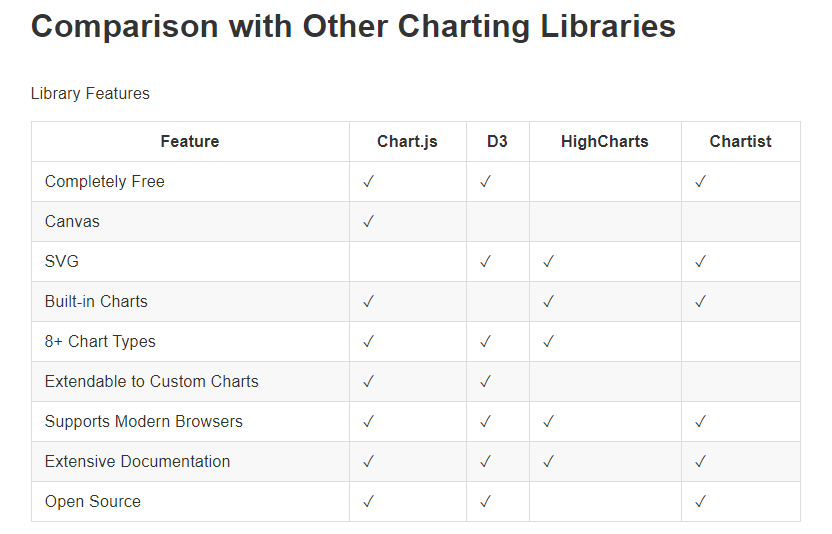 Comparison with Other Charting Libraries
Library Features
Feature Chart.js D3 HighCharts Chartist
Completely Free ✓ ✓ ✓
Canvas ✓
SVG ✓ ✓ ✓
Built-in Charts ✓ ✓ ✓
8+ Chart Types ✓ ✓ ✓
Extendable to Custom Charts ✓ ✓
Supports Modern Browsers ✓ ✓ ✓ ✓
Extensive Documentation ✓ ✓ ✓ ✓
Open Source ✓ ✓ ✓